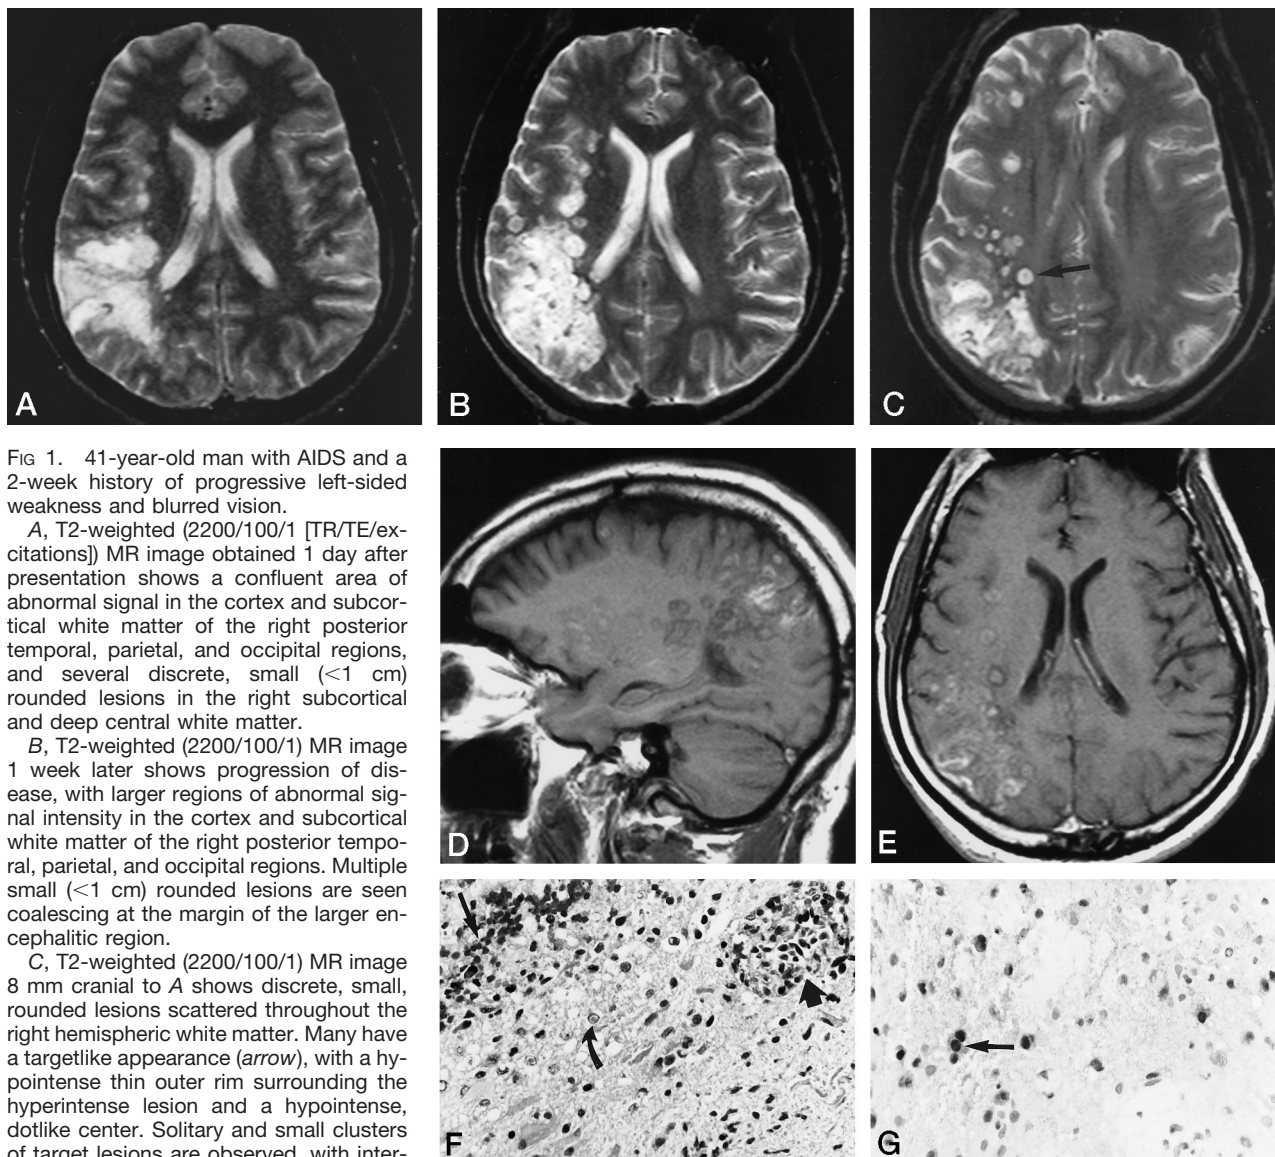 A
B
C
FIG 1. 41-year-old man with AIDS and a
2-week history of progressive left-sided
weakness and blurred vision.
A, T2-weighted (2200/100/1 [TR/TE/ex-
citations]) MR image obtained 1 day after
presentation shows a confluent area of
abnormal signal in the cortex and subcor-
tical white matter of the right posterior
temporal, parietal, and occipital regions,
and several discrete, small (<1 cm)
rounded lesions in the right subcortical
and deep central white matter.
B, T2-weighted (2200/100/1) MR image
1 week later shows progression of dis-
ease, with larger regions of abnormal sig-
nal intensity in the cortex and subcortical
white matter of the right posterior tempo-
ral, parietal, and occipital regions. Multiple
small (<1 cm) rounded lesions are seen
coalescing at the margin of the larger en-
cephalitic region.
C, T2-weighted (2200/100/1) MR image
8 mm cranial to A shows discrete, small,
rounded lesions scattered throughout the
right hemispheric white matter. Many have
a targetlike appearance (arrow), with a hy-
pointense thin outer rim surrounding the
hyperintense lesion and a hypointense,
dotlike center. Solitary and small clusters
of target lesions are observed, with inter-
D
E
F
G